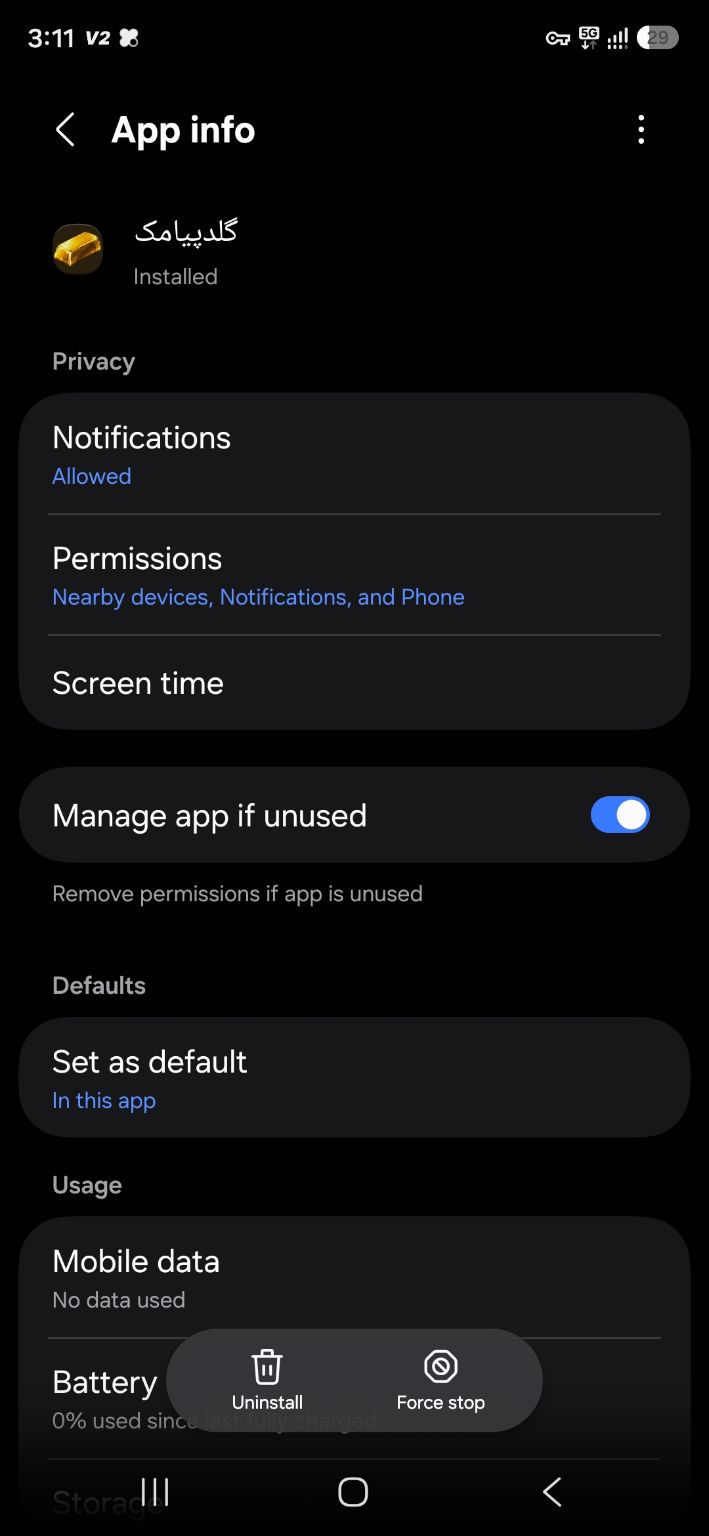 3:11 V2
5G 29
App info
گلدپیامک
Installed
Privacy
Notifications
Allowed
Permissions
Nearby devices, Notifications, and Phone
Screen time
Manage app if unused
Remove permissions if app is unused
Defaults
Set as default
In this app
Usage
Mobile data
No data used
Battery
0% used since last fully charged
Uninstall
Force stop
Storage